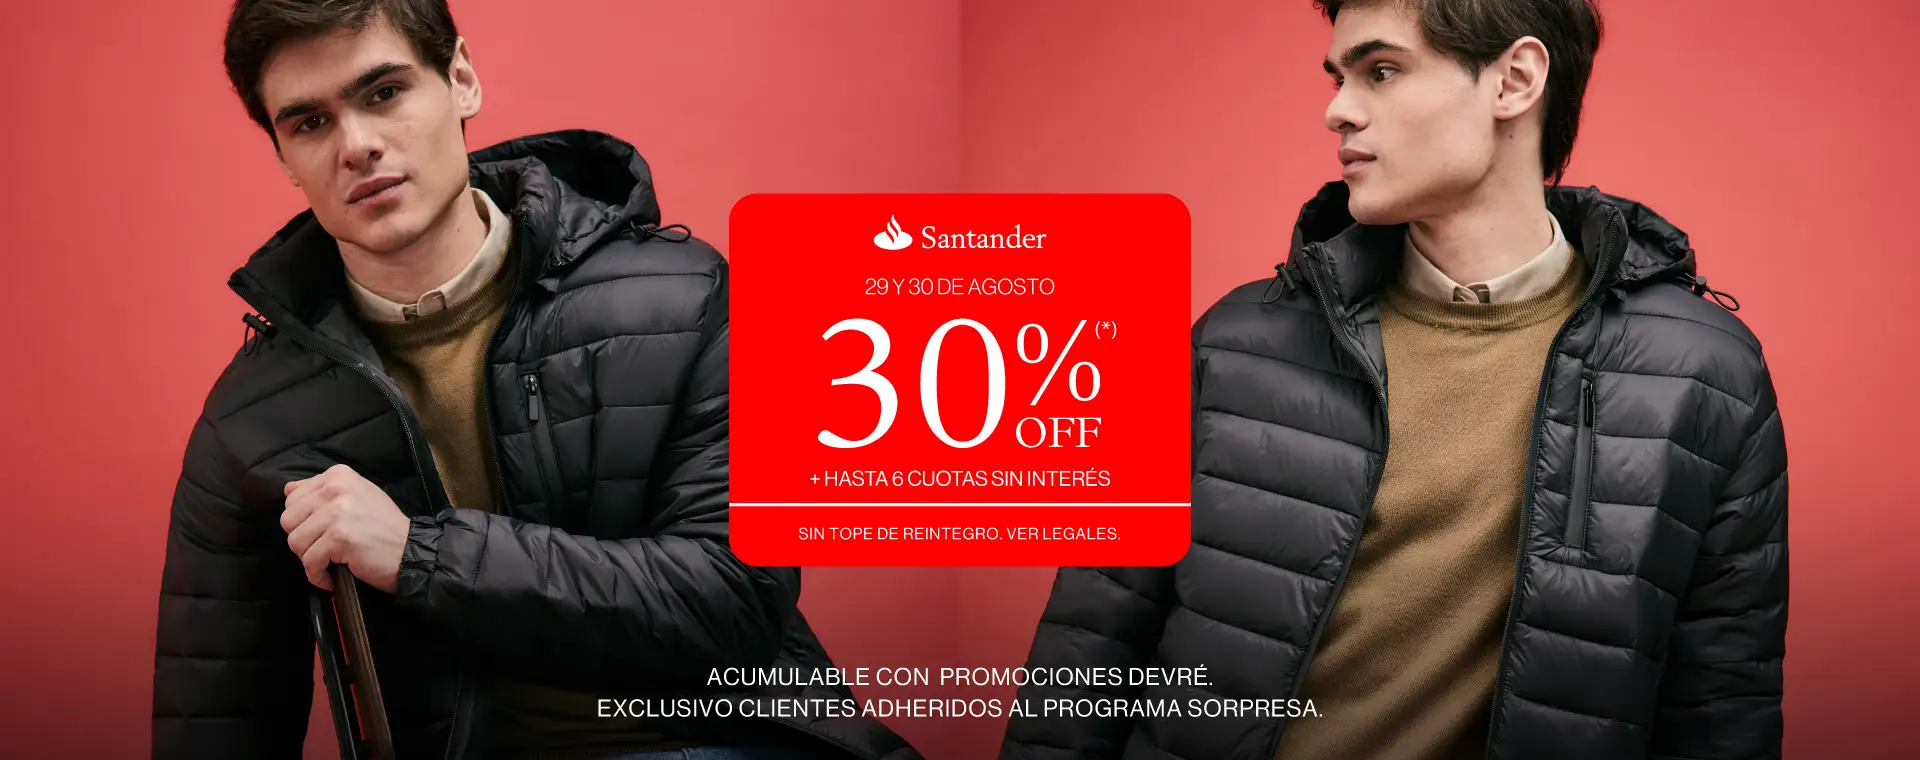 Santander
29 Y 30 DE AGOSTO
30% (*)
OFF
+ HASTA 6 CUOTAS SIN INTERÉS
SIN TOPE DE REINTEGRO. VER LEGALES.
ACUMULABLE CON PROMOCIONES DEVRÉ.
EXCLUSIVO CLIENTES ADHERIDOS AL PROGRAMA SORPRESA.